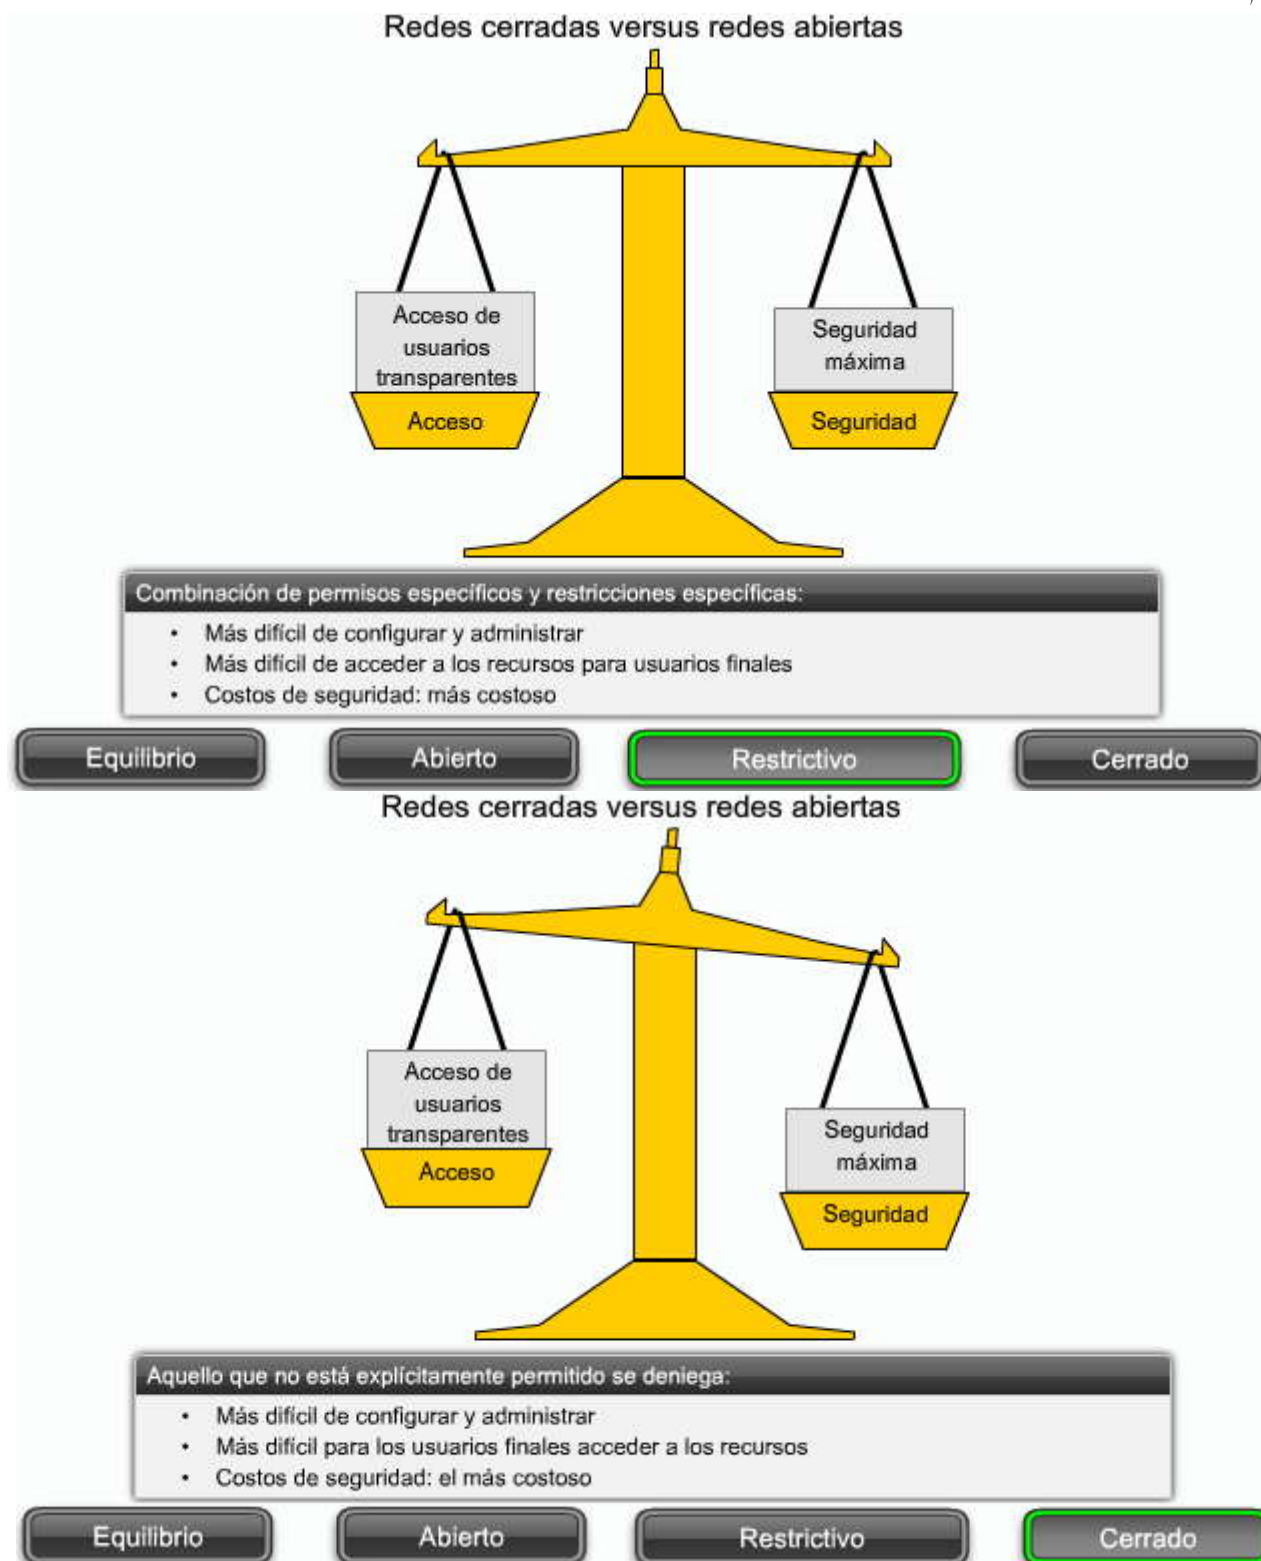 Redes cerradas versus redes abiertas
Acceso de
usuarios
transparentes
Acceso
Seguridad
máxima
Seguridad
Combinación de permisos específicos y restricciones específicas:
• Más difícil de configurar y administrar
• Más difícil de acceder a los recursos para usuarios finales
• Costos de seguridad: más costoso
Equilibrio
Abierto
Restrictivo
Cerrado
Redes cerradas versus redes abiertas
Acceso de
usuarios
transparentes
Acceso
Seguridad
máxima
Seguridad
Aquello que no está explícitamente permitido se deniega:
• Más difícil de configurar y administrar
• Más difícil para los usuarios finales acceder a los recursos
• Costos de seguridad: el más costoso
Equilibrio
Abierto
Restrictivo
Cerrado